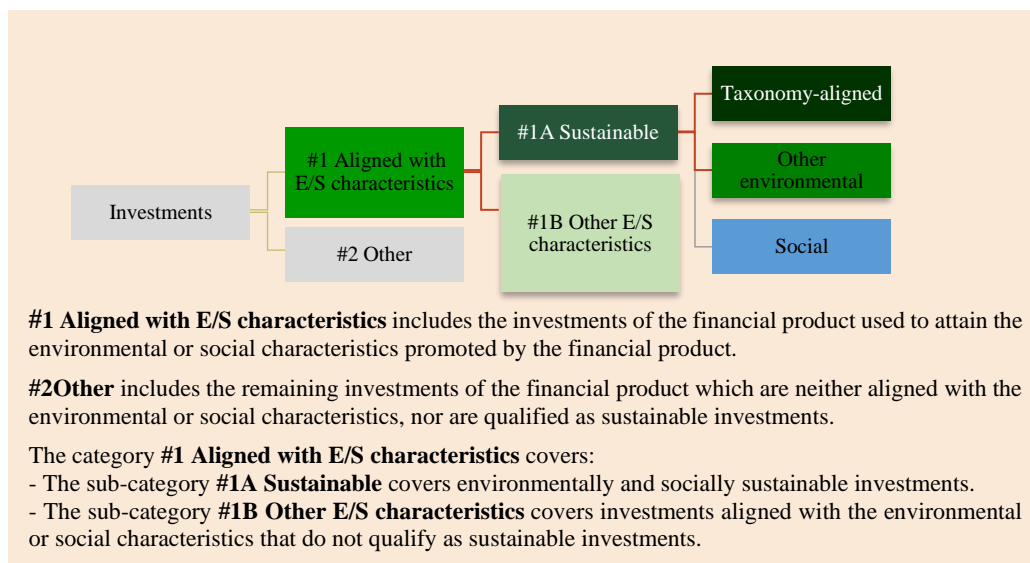 Taxonomy-aligned
#1A Sustainable
#1 Aligned with
E/S characteristics
Other
environmental
Investments
#1B Other E/S
characteristics
#2 Other
Social
#1 Aligned with E/S characteristics includes the investments of the financial product used to attain the
environmental or social characteristics promoted by the financial product.
#2Other includes the remaining investments of the financial product which are neither aligned with the
environmental or social characteristics, nor are qualified as sustainable investments.
The category #1 Aligned with E/S characteristics covers:
- The sub-category #1A Sustainable covers environmentally and socially sustainable investments.
- The sub-category #1B Other E/S characteristics covers investments aligned with the environmental
or social characteristics that do not qualify as sustainable investments.